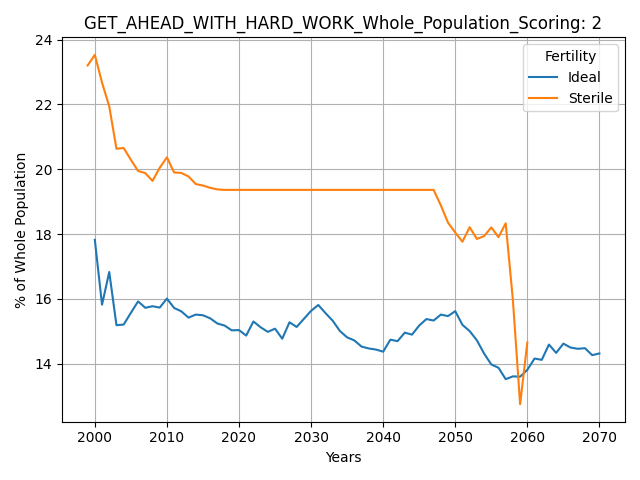 GET_AHEAD_WITH_HARD_WORK_Whole_Population_Scoring: 2
% of Whole Population
24
22
20
18
16
14
Fertility
Ideal
Sterile
2000 2010 2020 2030 2040 2050 2060 2070
Years